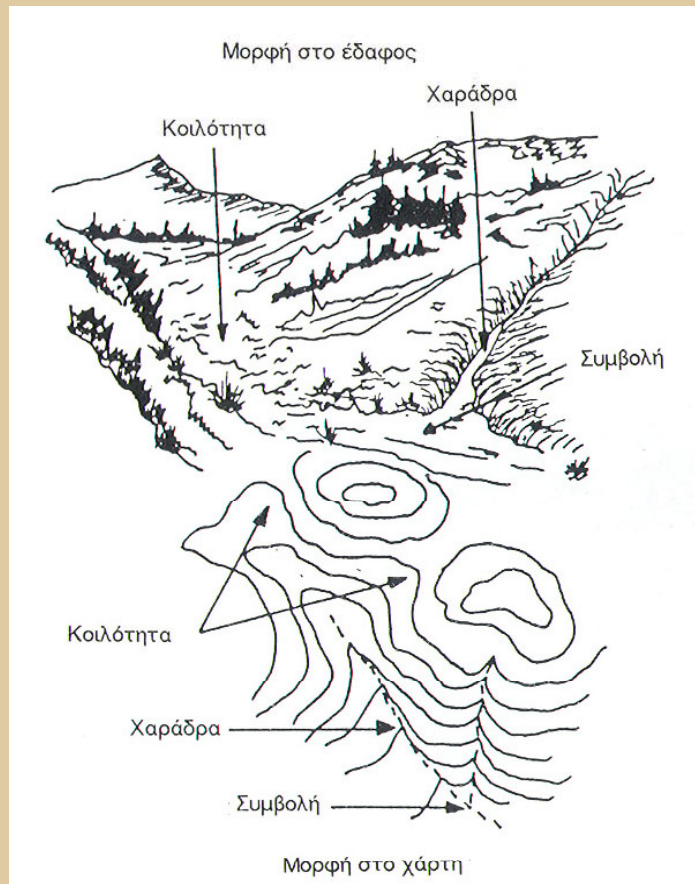 Μορφή στο έδαφος
Χαράδρα
Κοιλότητα
Συμβολή
Κοιλότητα
Χαράδρα
Συμβολή
Μορφή στο χάρτη